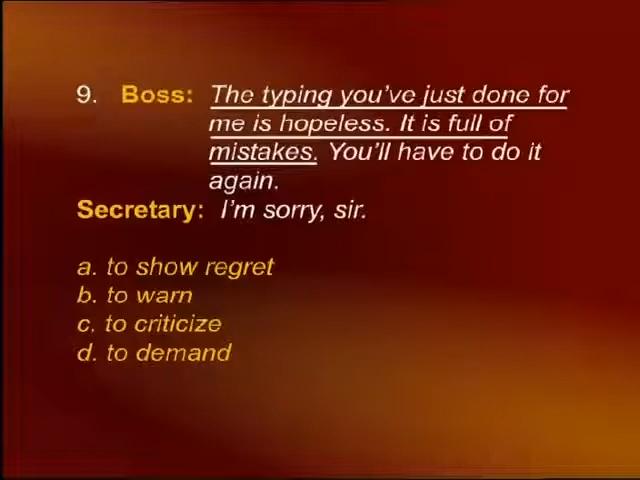 9. Boss: The typing you've just done for
me is hopeless. It is full of
mistakes. You'll have to do it
again.
Secretary: I'm sorry, sir.
a. to show regret
b. to warn
c. to criticize
d. to demand